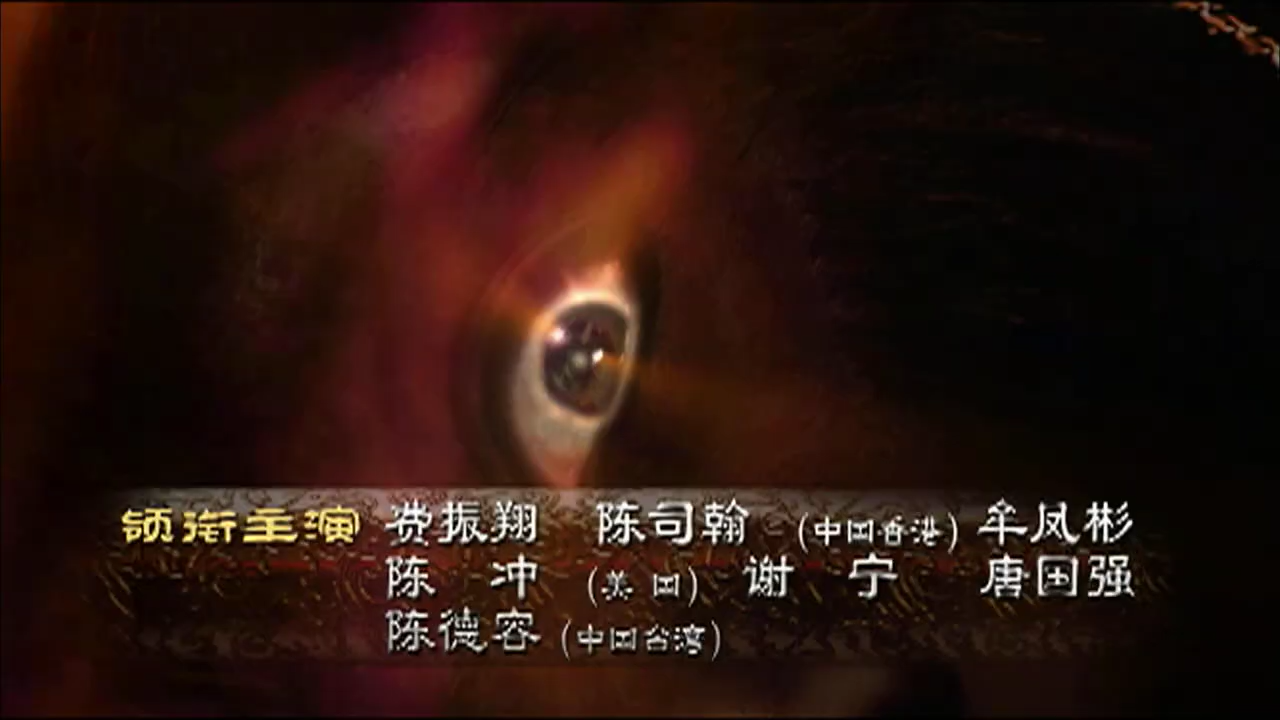 领衔主演 费振翔 陈司翰 (中国香港) 牟凤彬
陈 冲 (美 国) 谢 宁 唐国强
陈德容 (中国台湾)